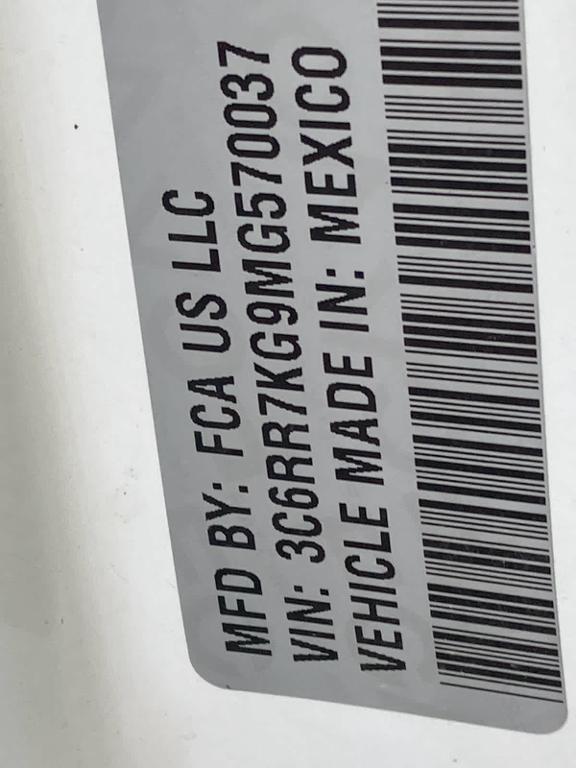 MFD BY: FCA US LLC
VIN: 3C6RR7KG9MG570037
VEHICLE MADE IN: MEXICO